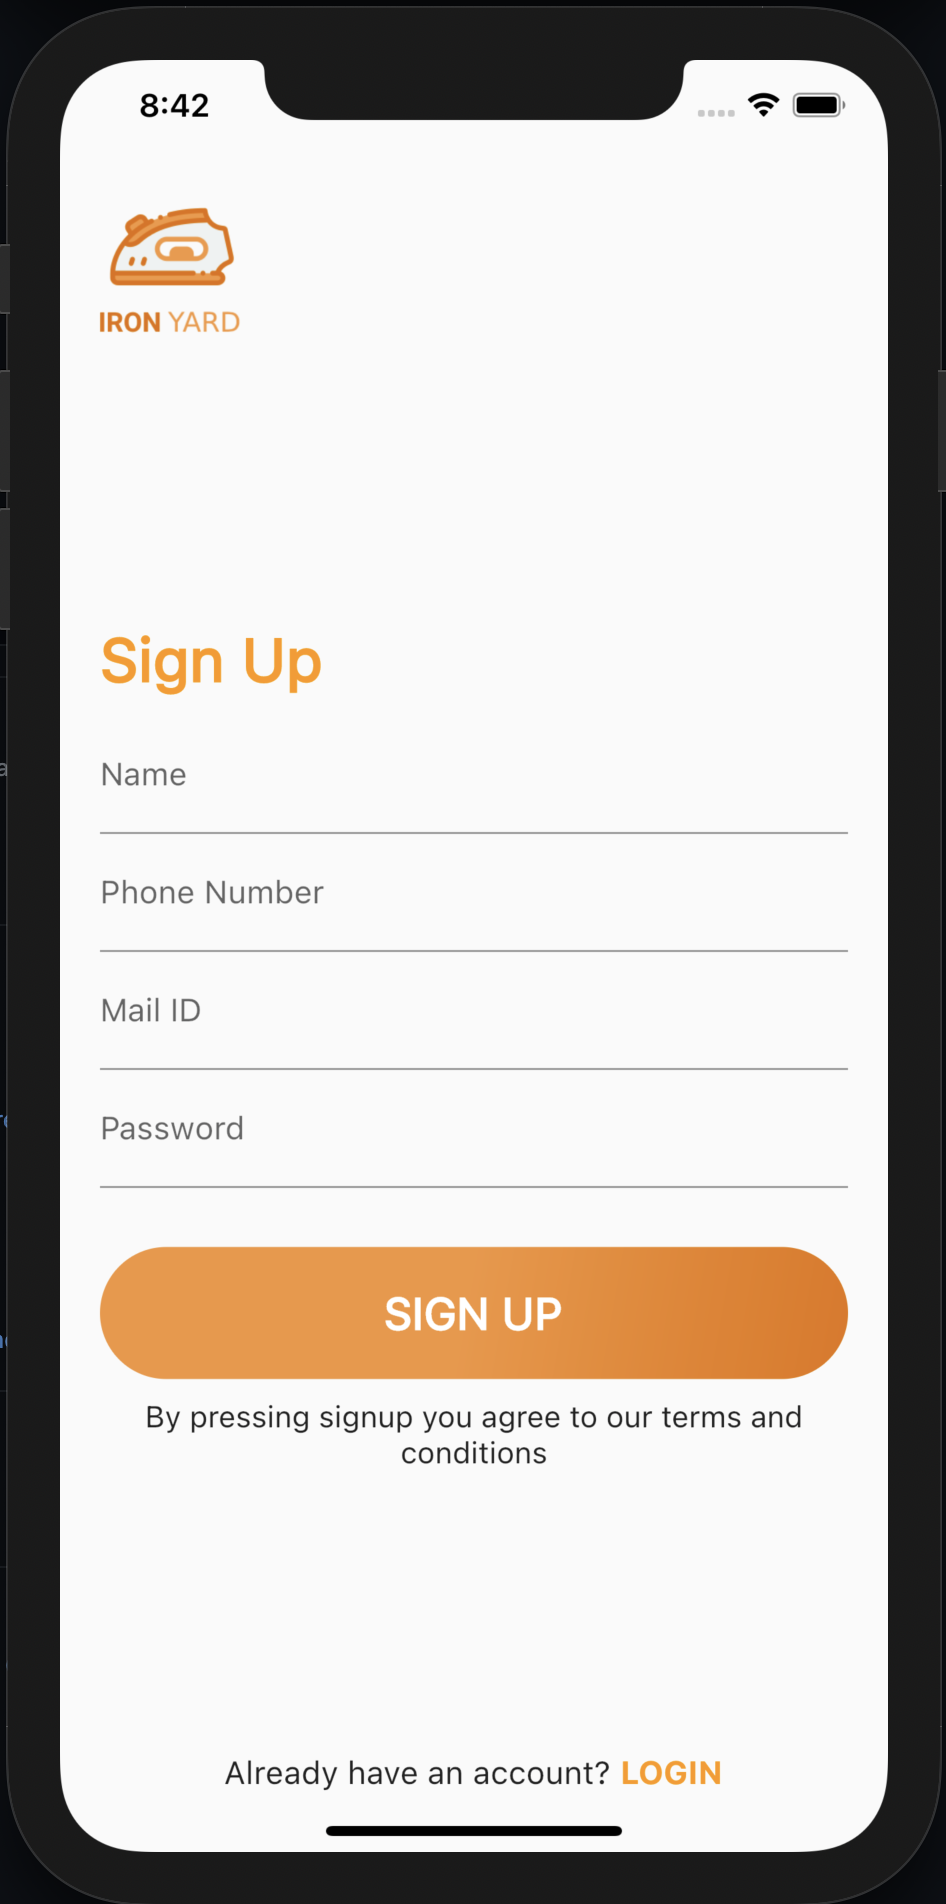 8:42
IRON YARD
Sign Up
Name
Phone Number
Mail ID
Password
SIGN UP
By pressing signup you agree to our terms and
conditions
Already have an account? LOGIN